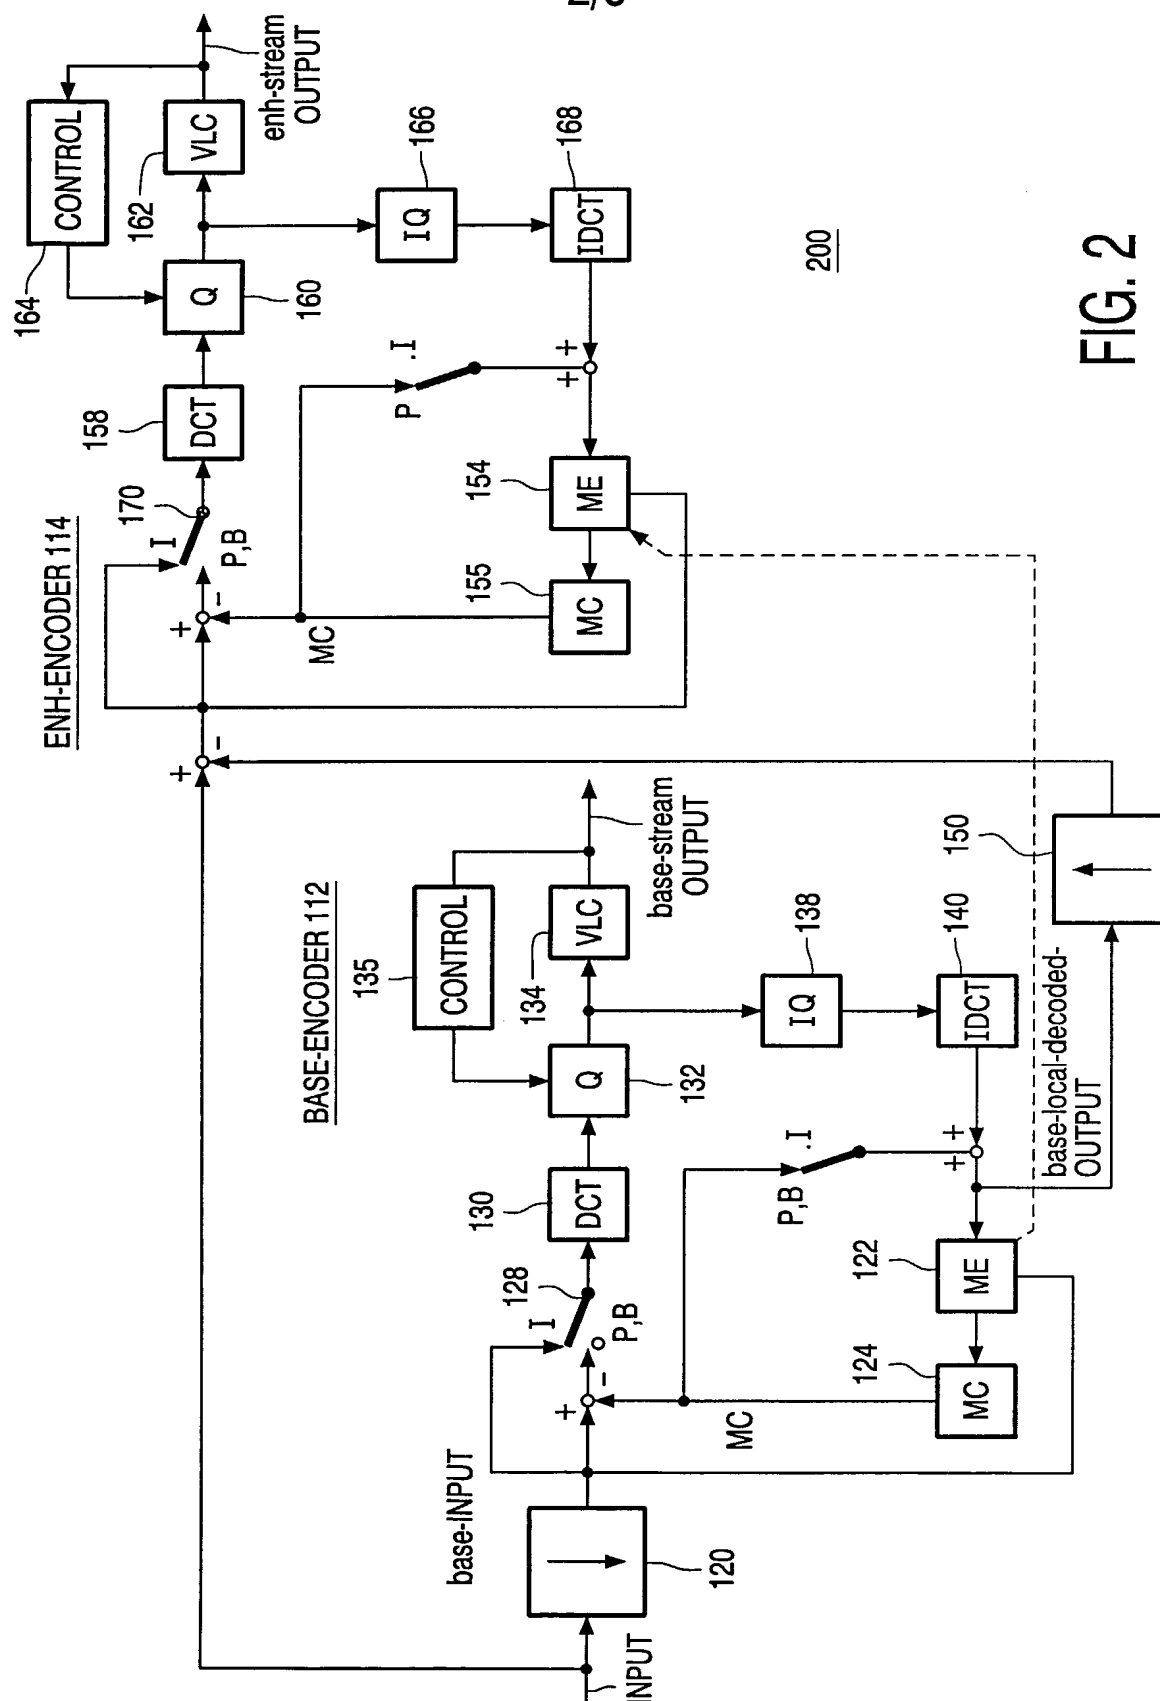 ENH-ENCODER 114
CONTROL
164
I
170
158
DCT
Q
160
162
VLC
enh-stream
OUTPUT
+
-
+
-
P,B
MC
155
MC
154
ME
P
.I
+
+
IQ
166
IDCT
168
200
BASE-ENCODER 112
135
CONTROL
INPUT
120
base-INPUT
+
-
I
128
P,B
130
DCT
Q
132
134
VLC
base-stream
OUTPUT
MC
124
MC
122
ME
P,B
.I
+
+
IQ
138
IDCT
140
base-local-decoded-
OUTPUT
150
FIG. 2